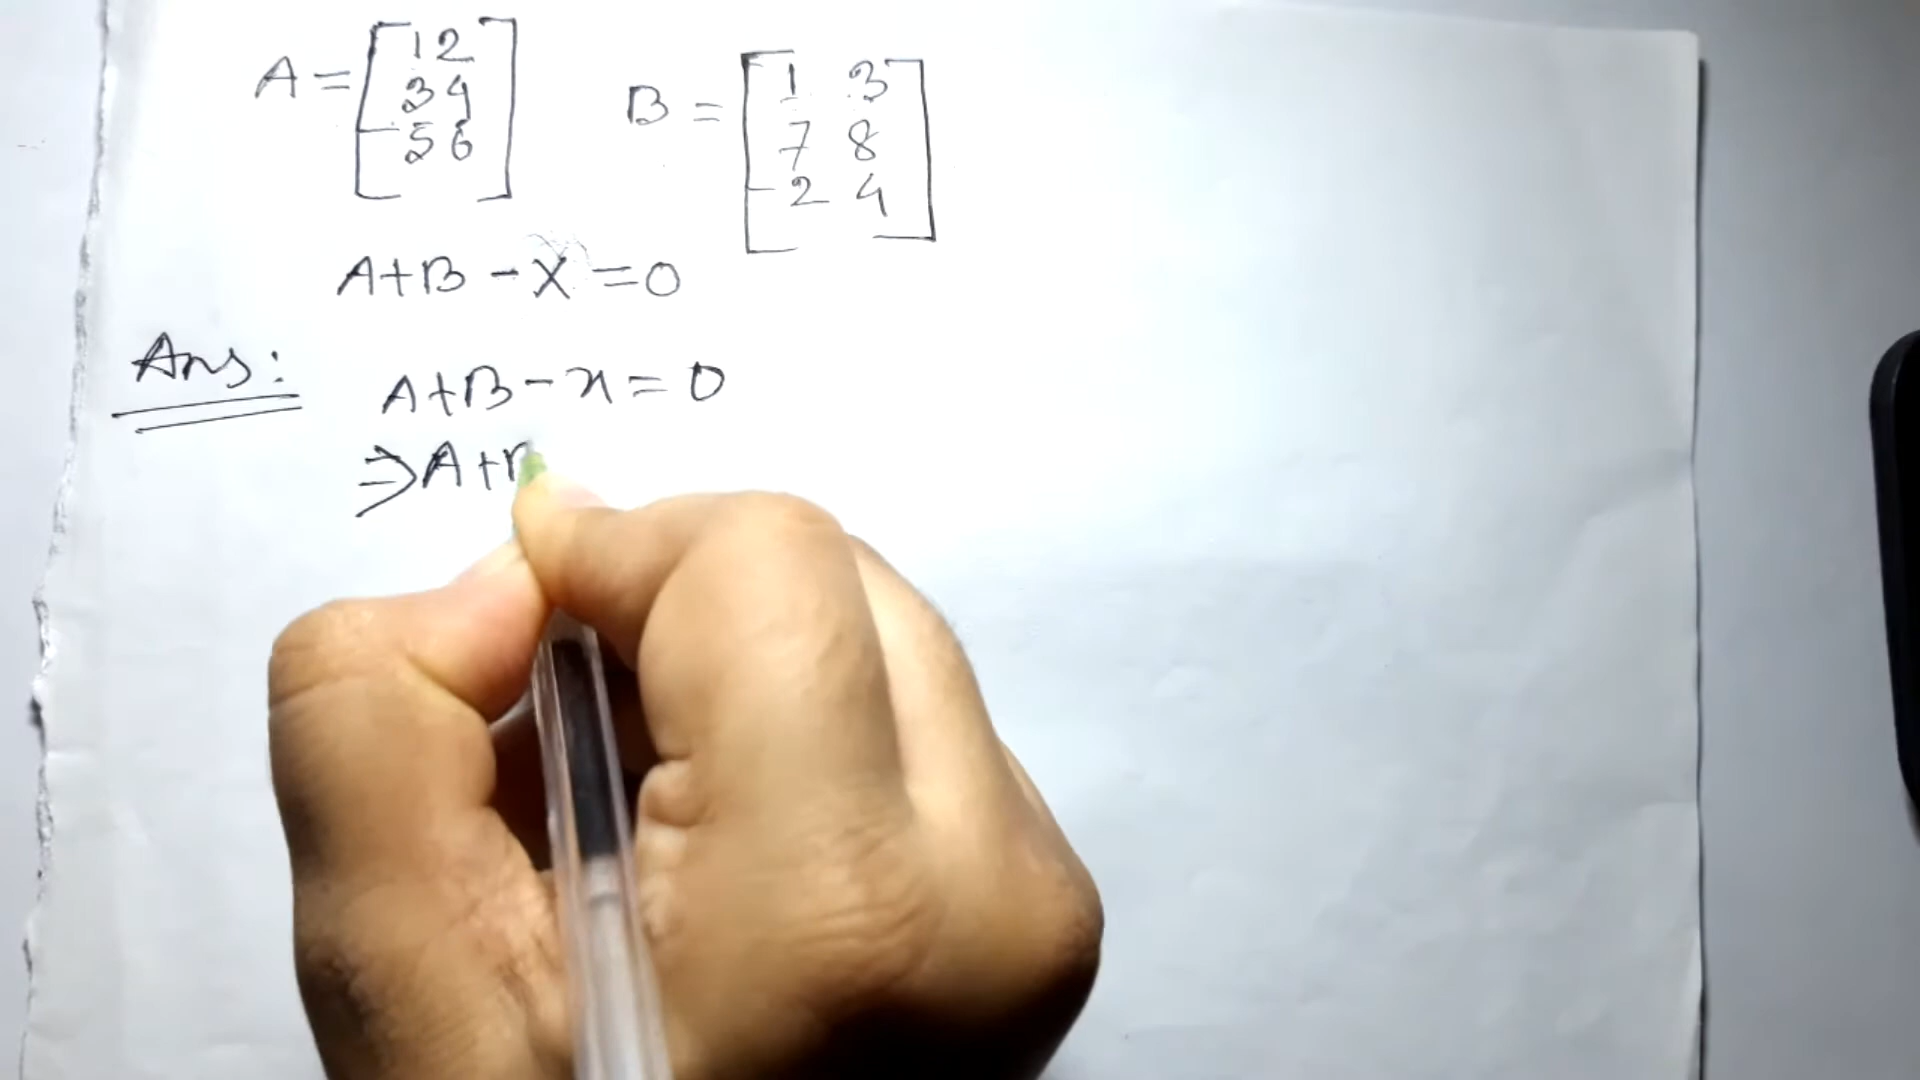 A = [1 2
3 4
-5 6]
B = [1 3
7 8
-2 4]
A+B - X = 0
Ans:
A+B - x = 0
⇒ A+B